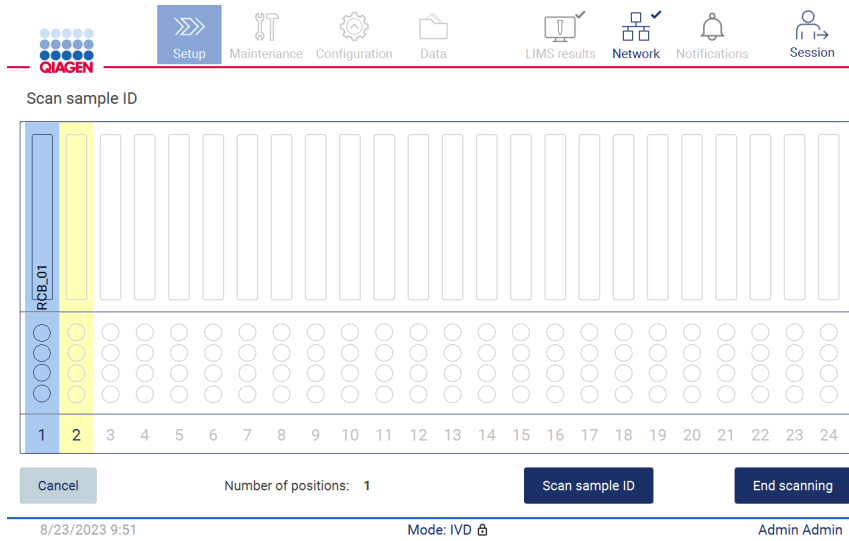 QIAGEN
Setup Maintenance Configuration Data LIMS results Network Notifications Session
Scan sample ID
RCB_01
1 2 3 4 5 6 7 8 9 10 11 12 13 14 15 16 17 18 19 20 21 22 23 24
Cancel Number of positions: 1 Scan sample ID End scanning
8/23/2023 9:51 Mode: IVD Admin Admin